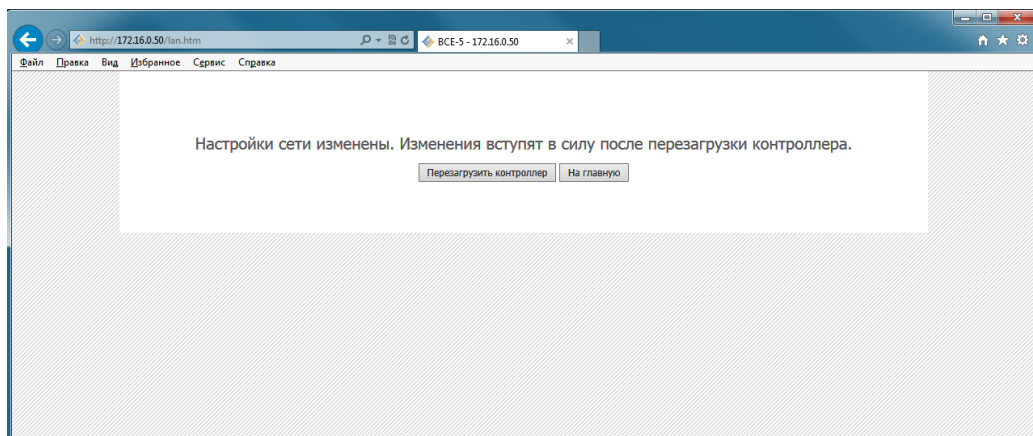 http://172.16.0.50/lan.htm
BCE-5 - 172.16.0.50
Файл Правка Вид Избранное Сервис Справка
Настройки сети изменены. Изменения вступят в силу после перезагрузки контроллера.
Перезагрузить контроллер На главную